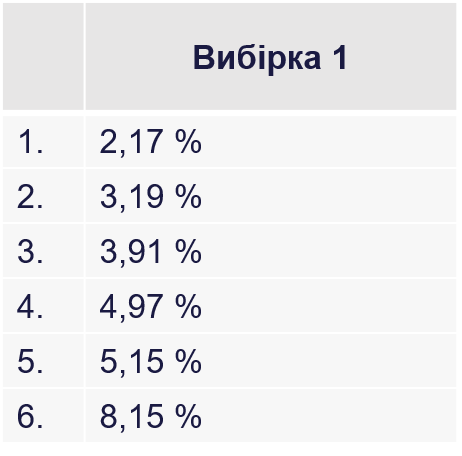 Вибірка 1
1. 2,17 %
2. 3,19 %
3. 3,91 %
4. 4,97 %
5. 5,15 %
6. 8,15 %